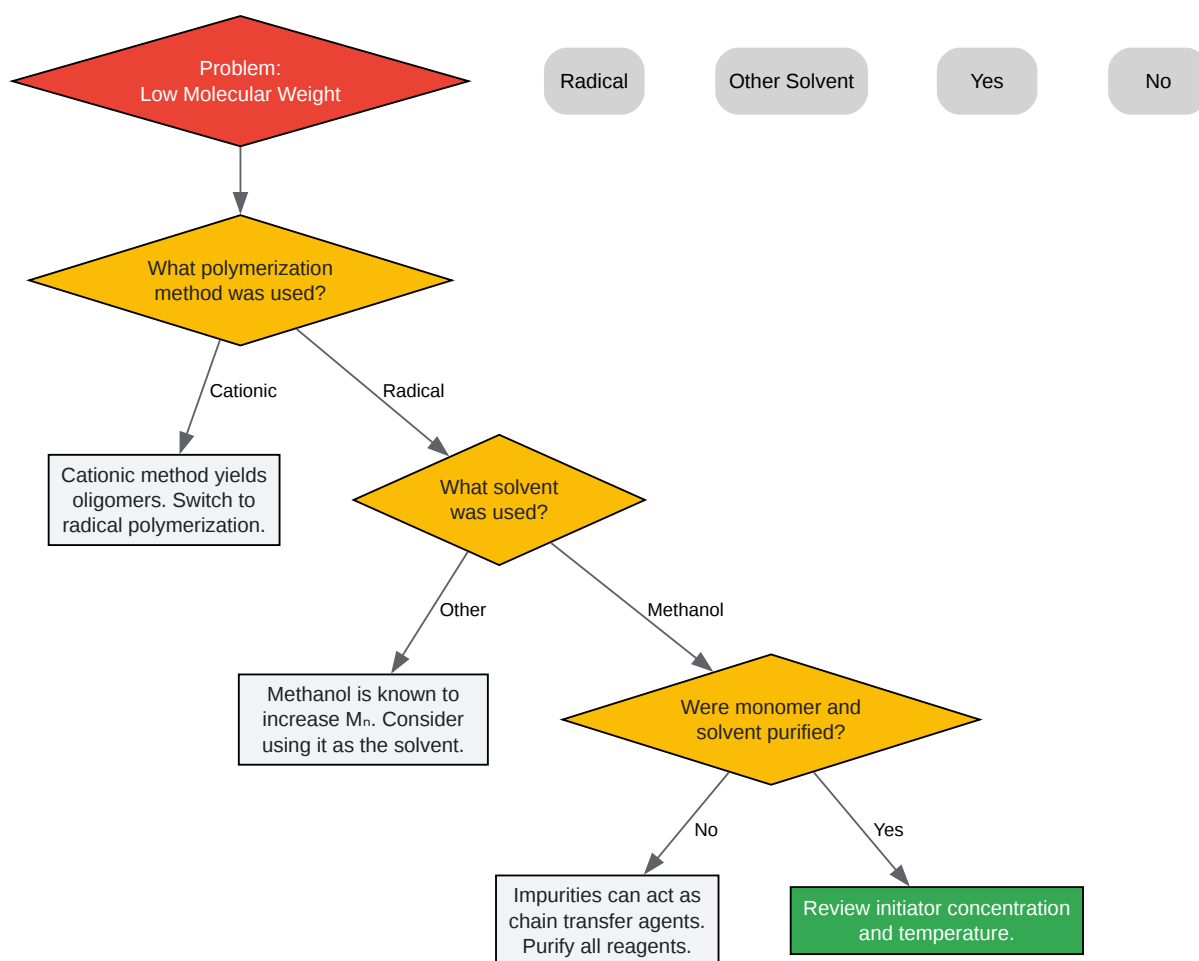 Problem:
Low Molecular Weight
Radical
Other Solvent
Yes
No
What polymerization
method was used?
Cationic
Radical
Cationic method yields
oligomers. Switch to
radical polymerization.
What solvent
was used?
Other
Methanol
Methanol is known to
increase Mₙ. Consider
using it as the solvent.
Were monomer and
solvent purified?
No
Yes
Impurities can act as
chain transfer agents.
Purify all reagents.
Review initiator concentration
and temperature.